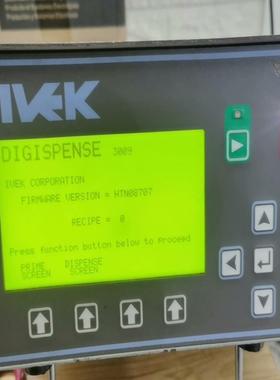 IVEK
DIGISPENSE 3009
IVEK CORPORATION
FIRMWARE VERSION = HTN08707
RECIPE = 0
Press function button below to Proceed
PRIME DISPENSE
SCREEN SCREEN